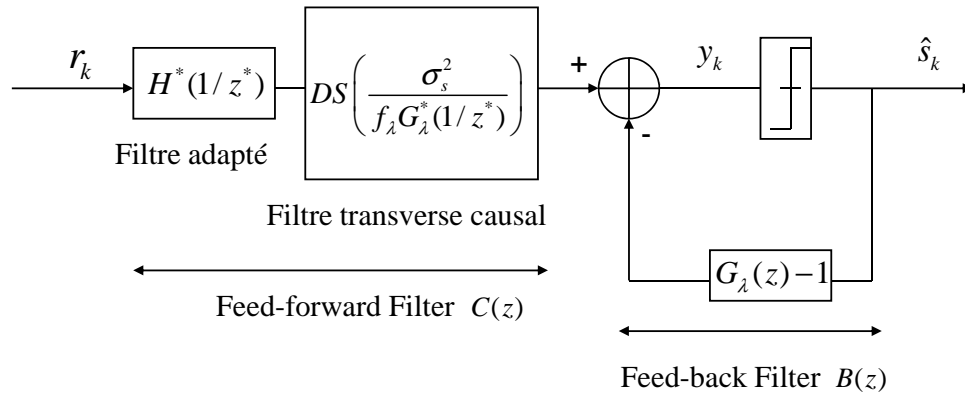 r_k
H^*(1/z^*)
DS(σ_s^2 / f_λ G_λ^*(1/z^*))
+
-
y_k
ŝ_k
Filtre adapté
Filtre transverse causal
G_λ(z)−1
Feed-forward Filter C(z)
Feed-back Filter B(z)